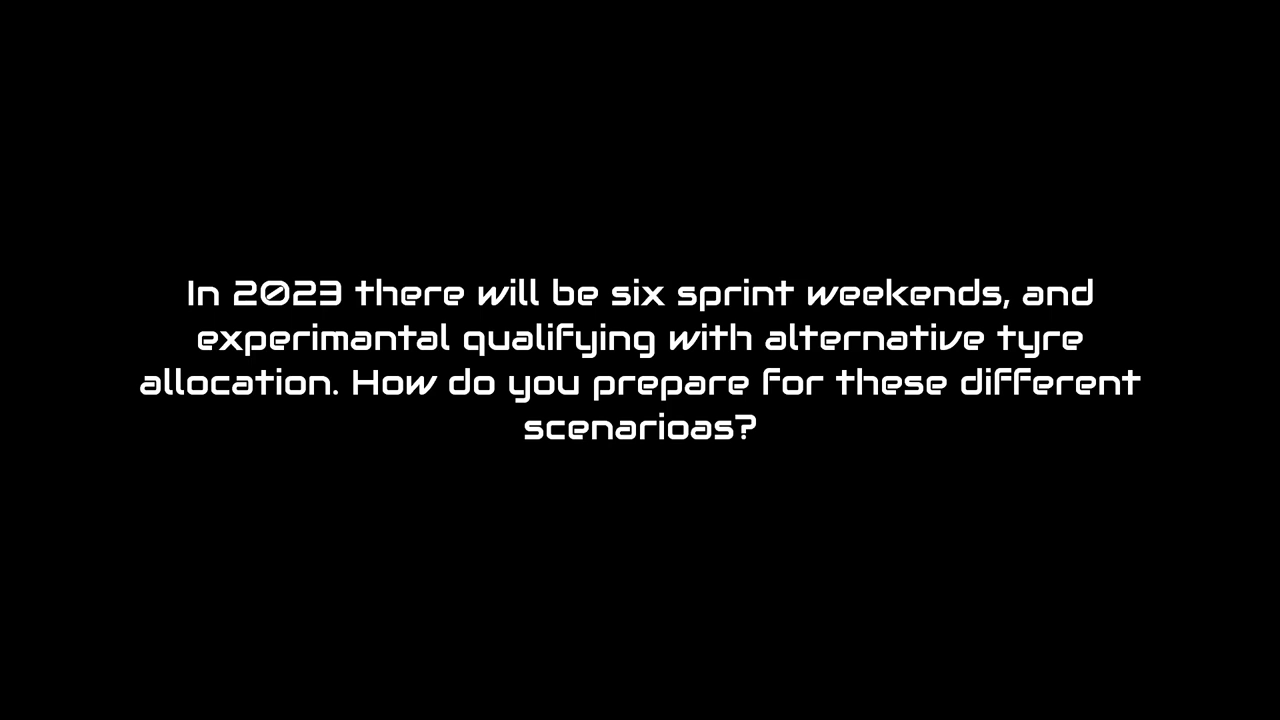 In 2023 there will be six sprint weekends, and
experimantal qualifying with alternative tyre
allocation. How do you prepare for these different
scenarioas?